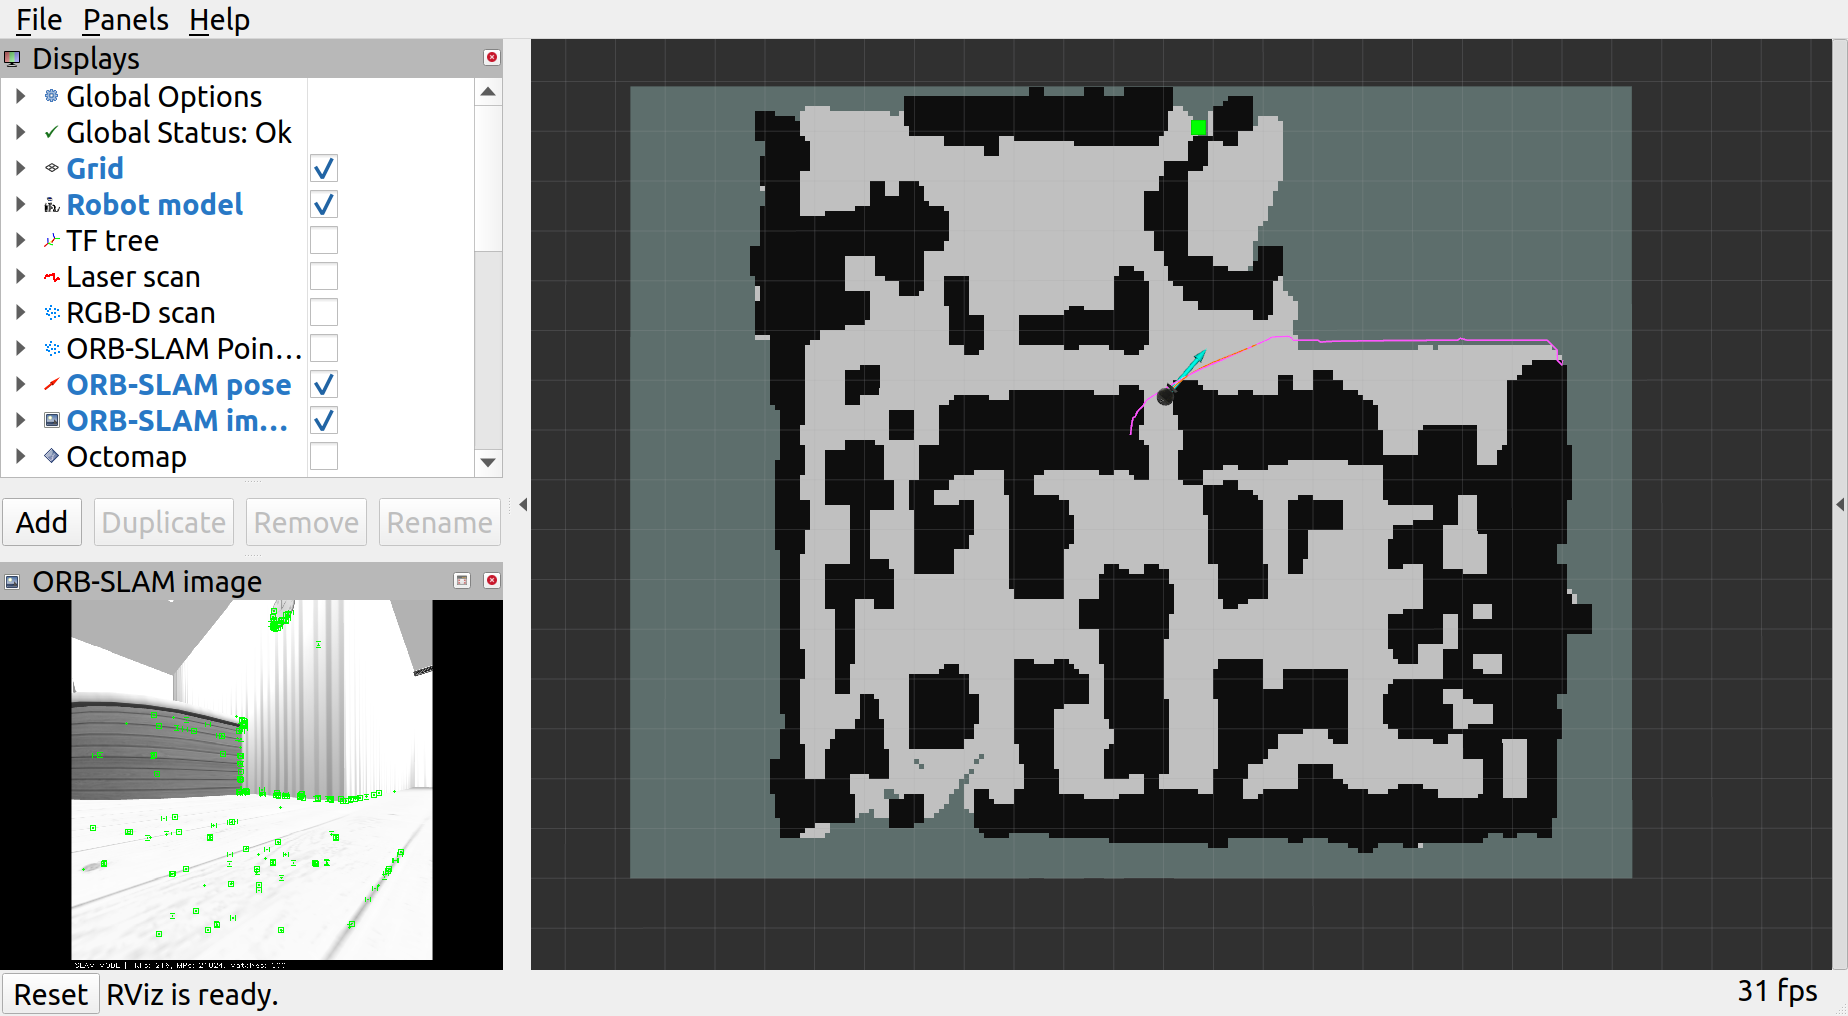 File Panels Help
Displays
Global Options
Global Status: Ok
Grid
Robot model
TF tree
Laser scan
RGB-D scan
ORB-SLAM Poin...
ORB-SLAM pose
ORB-SLAM im...
Octomap
Add Duplicate Remove Rename
ORB-SLAM image
SLAM MODE |
Reset RViz is ready.
31 fps